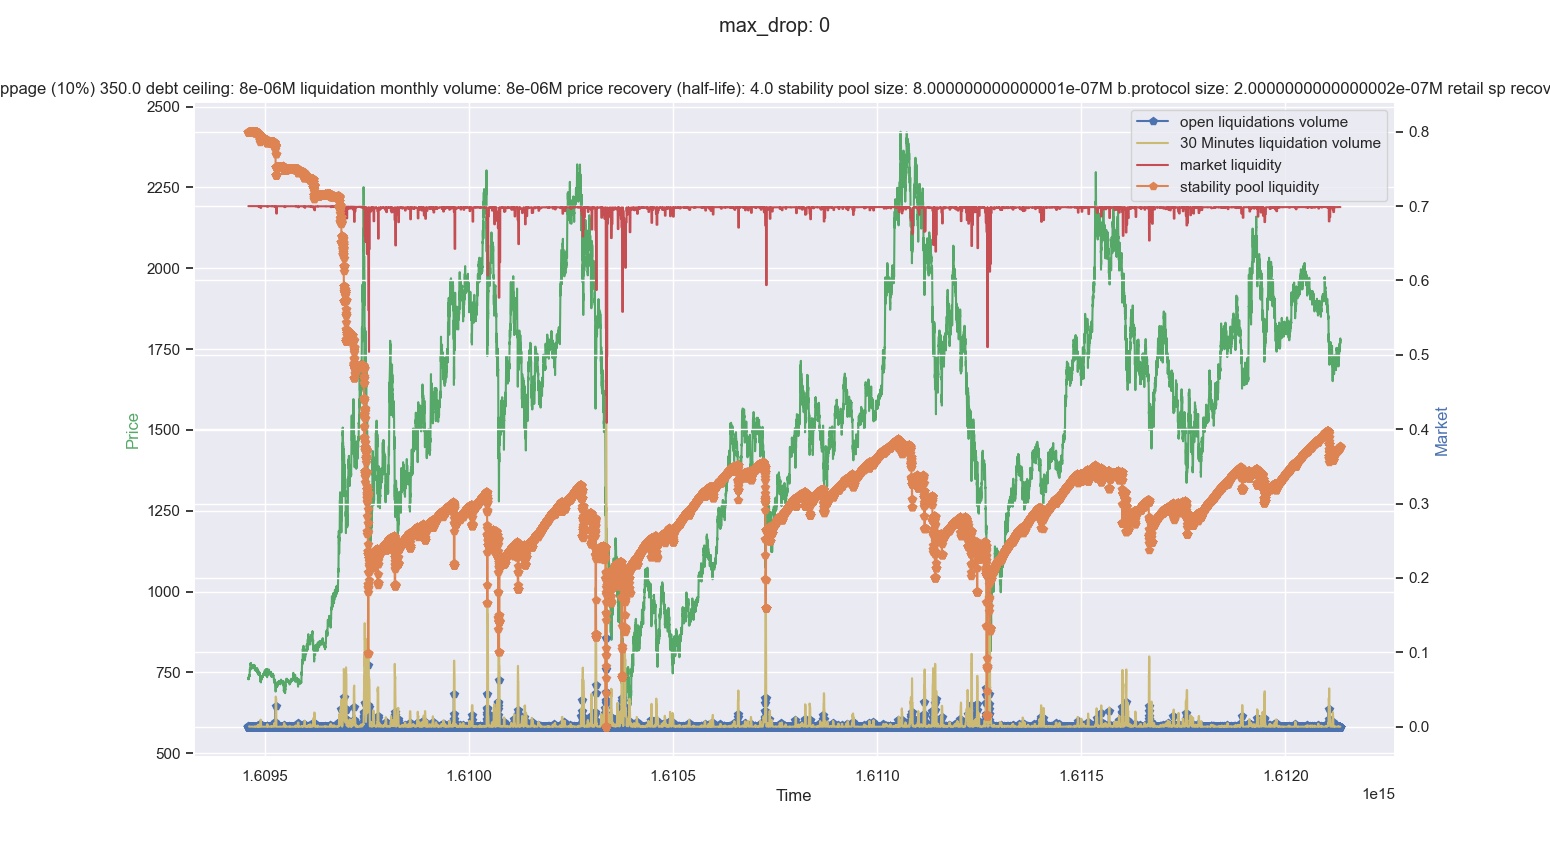 max_drop: 0
ppage (10%) 350.0 debt ceiling: 8e-06M liquidation monthly volume: 8e-06M price recovery (half-life): 4.0 stability pool size: 8.000000000000001e-07M b.protocol size: 2.0000000000000002e-07M retail sp recov
2500
2250
2000
1750
1500
1250
1000
750
500
Price
open liquidations volume
30 Minutes liquidation volume
market liquidity
stability pool liquidity
0.8
0.7
0.6
0.5
0.4
0.3
0.2
0.1
0.0
Market
1.6095 1.6100 1.6105 1.6110 1.6115 1.6120
Time
1e15